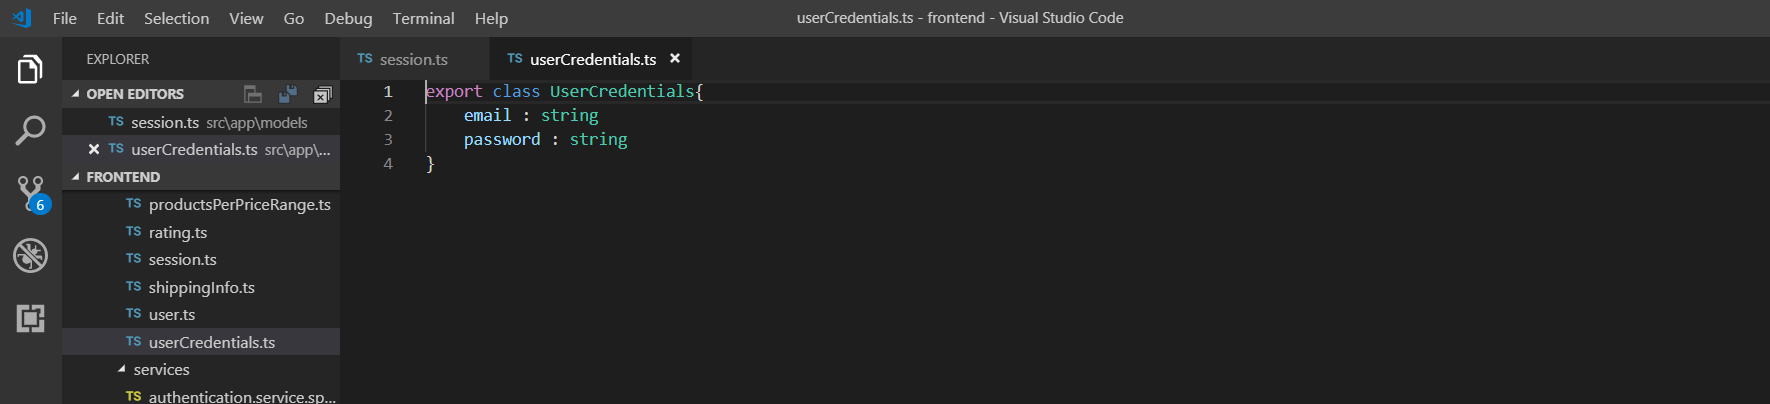 File Edit Selection View Go Debug Terminal Help
userCredentials.ts - frontend - Visual Studio Code
EXPLORER
OPEN EDITORS
TS session.ts src\app\models
TS userCredentials.ts src\app\...
FRONTEND
TS productsPerPriceRange.ts
TS rating.ts
TS session.ts
TS shippingInfo.ts
TS user.ts
TS userCredentials.ts
services
TS authentication.service.sp...
6
TS session.ts
TS userCredentials.ts
1 export class UserCredentials{
2 email : string
3 password : string
4 }